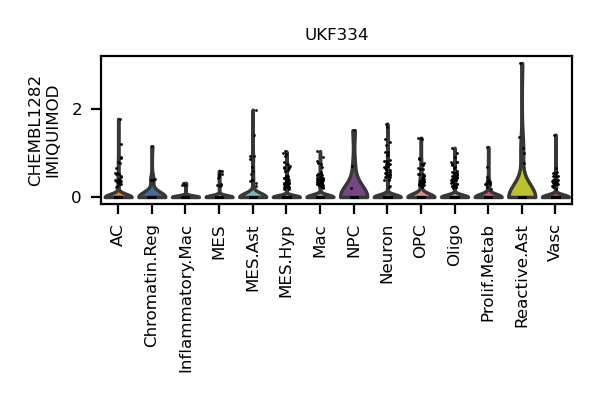 UKF334
CHEMBL1282
IMIQUIMOD
2
0
AC
Chromatin.Reg
Inflammatory.Mac
MES
MES.Ast
MES.Hyp
Mac
NPC
Neuron
OPC
Oligo
Prolif.Metab
Reactive.Ast
Vasc